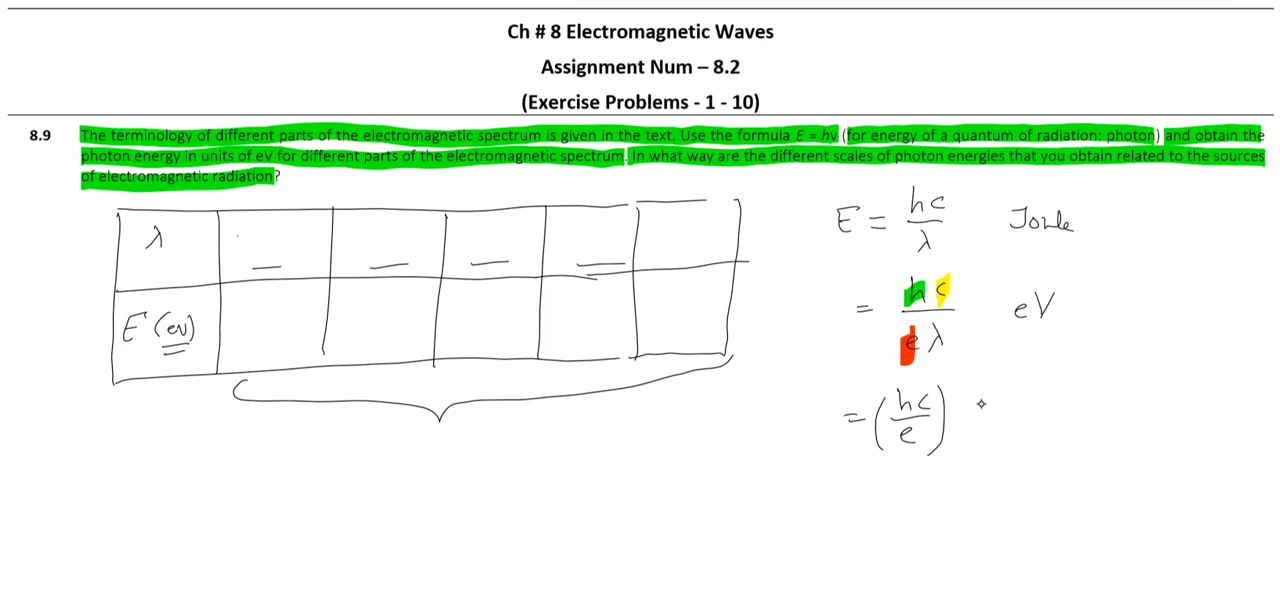 Ch # 8 Electromagnetic Waves
Assignment Num – 8.2
(Exercise Problems - 1 - 10)
8.9 The terminology of different parts of the electromagnetic spectrum is given in the text. Use the formula E = hν (for energy of a quantum of radiation: photon) and obtain the
photon energy in units of eV for different parts of the electromagnetic spectrum. In what way are the different scales of photon energies that you obtain related to the sources
of electromagnetic radiation?
λ
E (ev)
E = hc/λ Joule
= hc/eλ eV
= (hc/e)